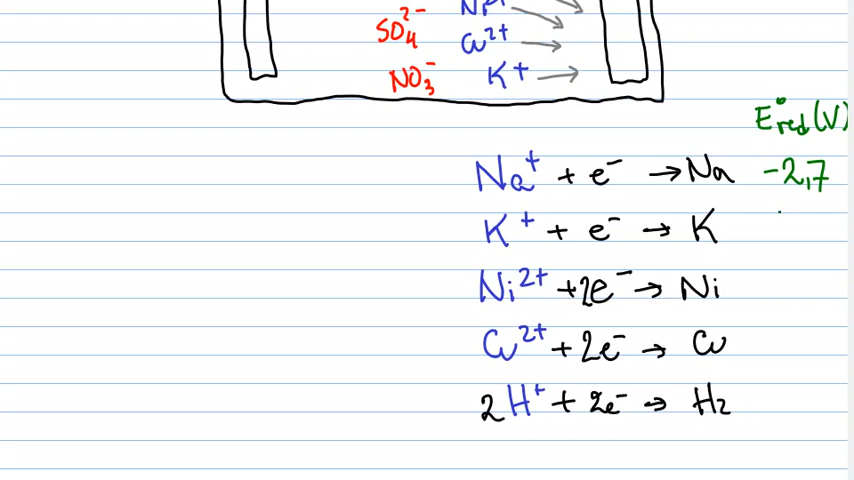 SO₄²⁻ Cu²⁺
NO₃⁻ K⁺
E°red (V)
Na⁺ + e⁻ → Na -2,7
K⁺ + e⁻ → K
Ni²⁺ + 2e⁻ → Ni
Cu²⁺ + 2e⁻ → Cu
2H⁺ + 2e⁻ → H₂